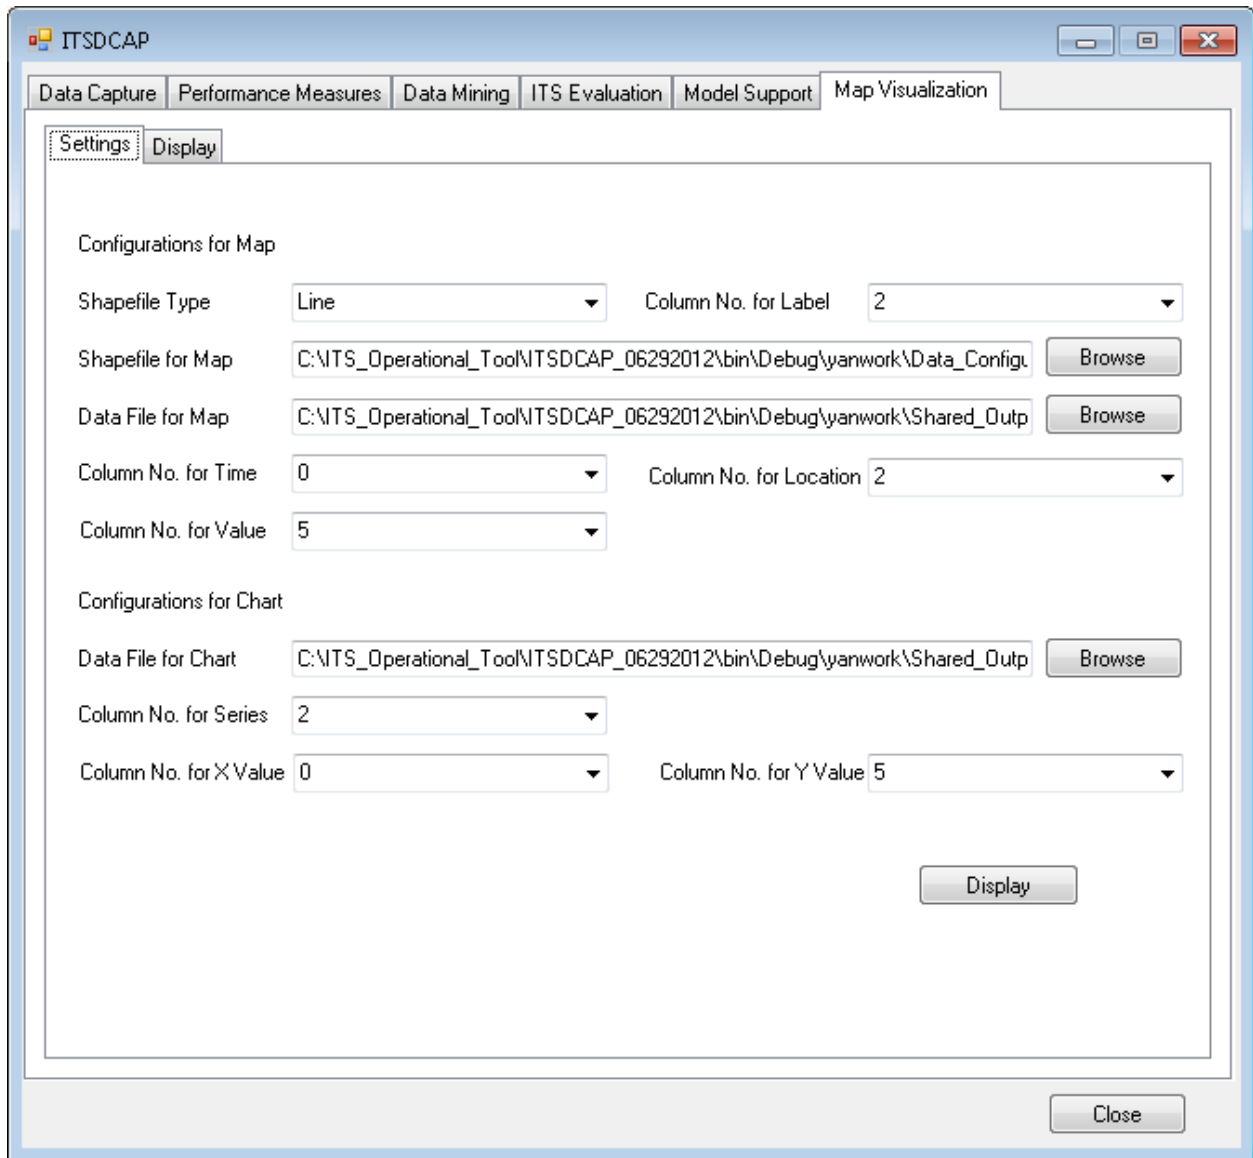 ITSDCAP
Data Capture Performance Measures Data Mining ITS Evaluation Model Support Map Visualization
Settings Display
Configurations for Map
Shapefile Type Line Column No. for Label 2
Shapefile for Map C:\ITS_Operational_Tool\ITSDCAP_06292012\bin\Debug\yanwork\Data_Configu Browse
Data File for Map C:\ITS_Operational_Tool\ITSDCAP_06292012\bin\Debug\yanwork\Shared_Outp Browse
Column No. for Time 0 Column No. for Location 2
Column No. for Value 5
Configurations for Chart
Data File for Chart C:\ITS_Operational_Tool\ITSDCAP_06292012\bin\Debug\yanwork\Shared_Outp Browse
Column No. for Series 2
Column No. for X Value 0 Column No. for Y Value 5
Display
Close